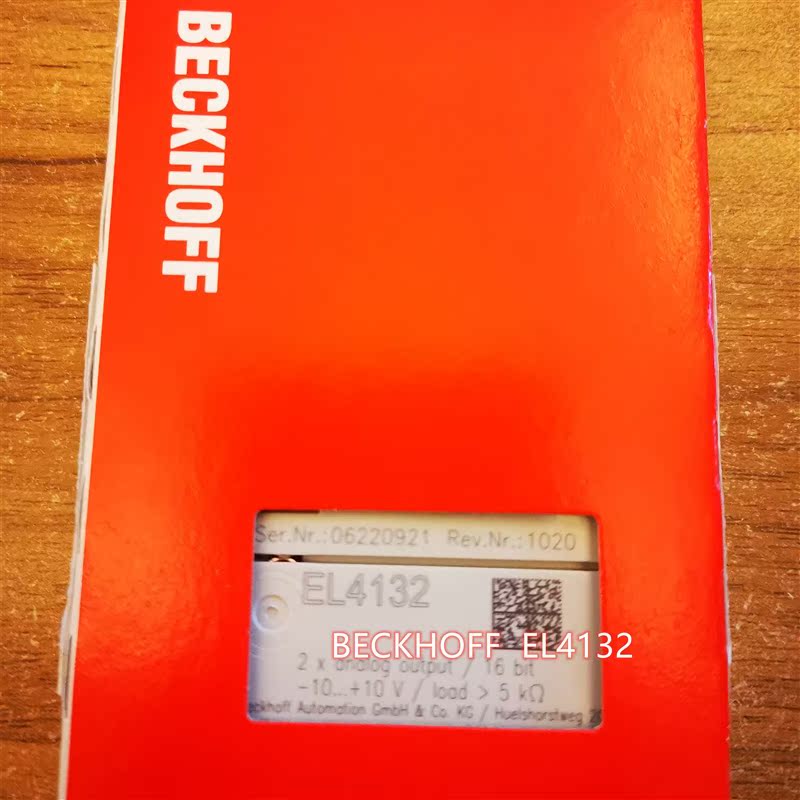 BECKHOFF
Ser.Nr.:06220921 Rev.Nr.:1020
EL4132
BECKHOFF EL4132
2 x analog output / 16 bit
-10...+10 V / load > 5 kΩ
eckhoff Automation GmbH & Co. KG / Huelshorstweg